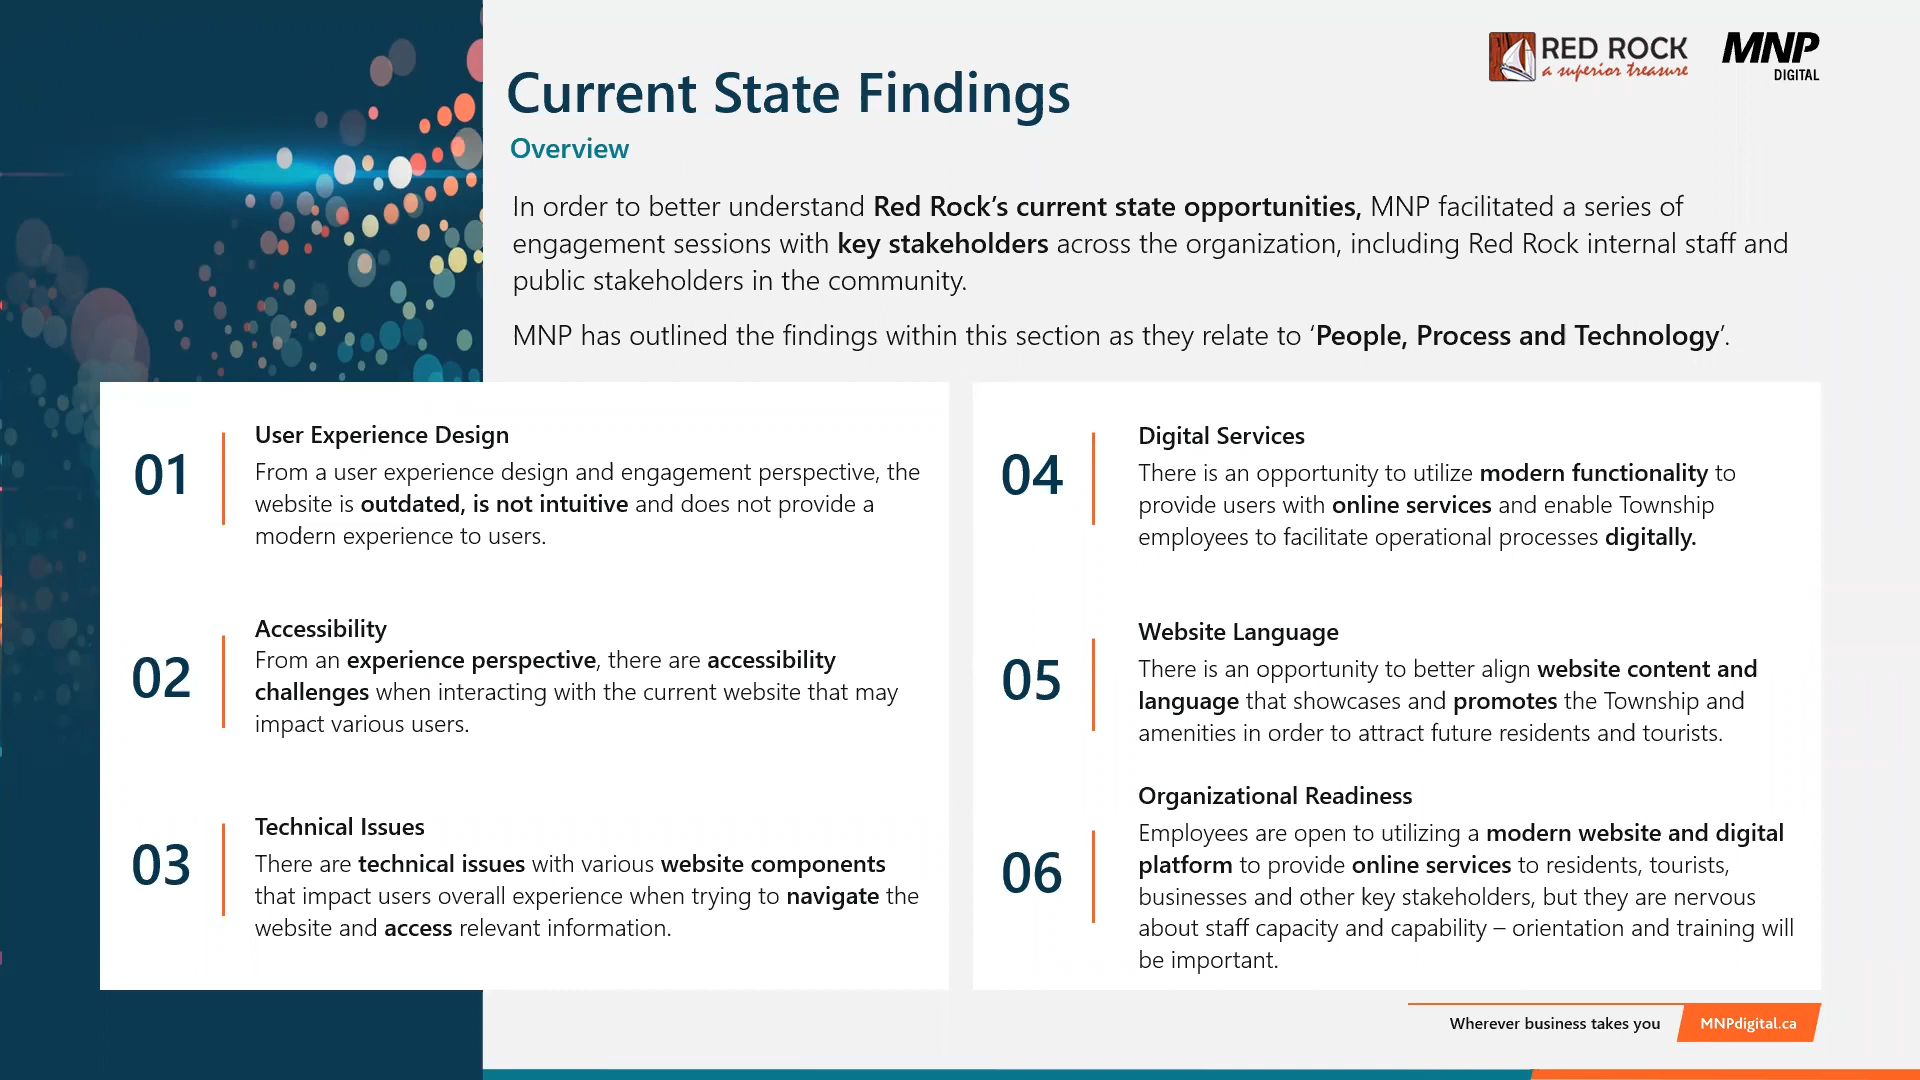 RED ROCK
a superior treasure
MNP
DIGITAL
Current State Findings
Overview
In order to better understand Red Rock’s current state opportunities, MNP facilitated a series of
engagement sessions with key stakeholders across the organization, including Red Rock internal staff and
public stakeholders in the community.
MNP has outlined the findings within this section as they relate to ‘People, Process and Technology’.
01
User Experience Design
From a user experience design and engagement perspective, the
website is outdated, is not intuitive and does not provide a
modern experience to users.
02
Accessibility
From an experience perspective, there are accessibility
challenges when interacting with the current website that may
impact various users.
03
Technical Issues
There are technical issues with various website components
that impact users overall experience when trying to navigate the
website and access relevant information.
04
Digital Services
There is an opportunity to utilize modern functionality to
provide users with online services and enable Township
employees to facilitate operational processes digitally.
05
Website Language
There is an opportunity to better align website content and
language that showcases and promotes the Township and
amenities in order to attract future residents and tourists.
06
Organizational Readiness
Employees are open to utilizing a modern website and digital
platform to provide online services to residents, tourists,
businesses and other key stakeholders, but they are nervous
about staff capacity and capability – orientation and training will
be important.
Wherever business takes you
MNPdigital.ca